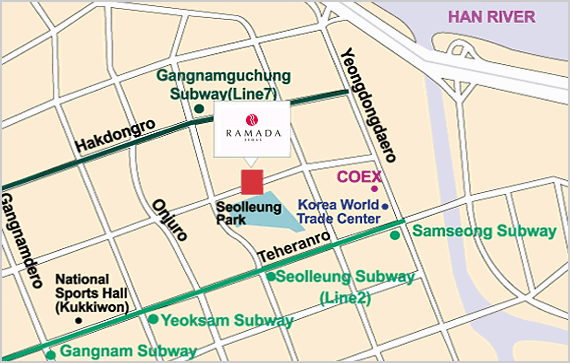 HAN RIVER
Gangnamguchung
Subway(Line7)
Yeongdongdaero
RAMADA
SEOUL
Hakdongro
COEX
Seolleung
Park
Korea World
Trade Center
Gangnamdero
Onjuro
Teheranro
Samseong Subway
National
Sports Hall
(Kukkiwon)
Seolleung Subway
(Line2)
Yeoksam Subway
Gangnam Subway